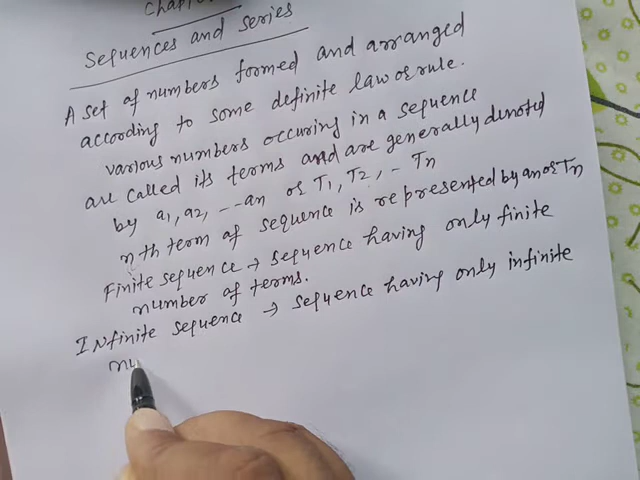 Chapter
Sequences and series
A set of numbers formed and arranged
according to some definite law or rule.
various numbers occuring in a sequence
are called its terms and are generally denoted
by a1, a2, -- an or T1, T2, - Tn
nth term of sequence is represented by an or Tn
Finite sequence → sequence having only finite
number of terms.
INfinite sequence → sequence having only infinite
nu